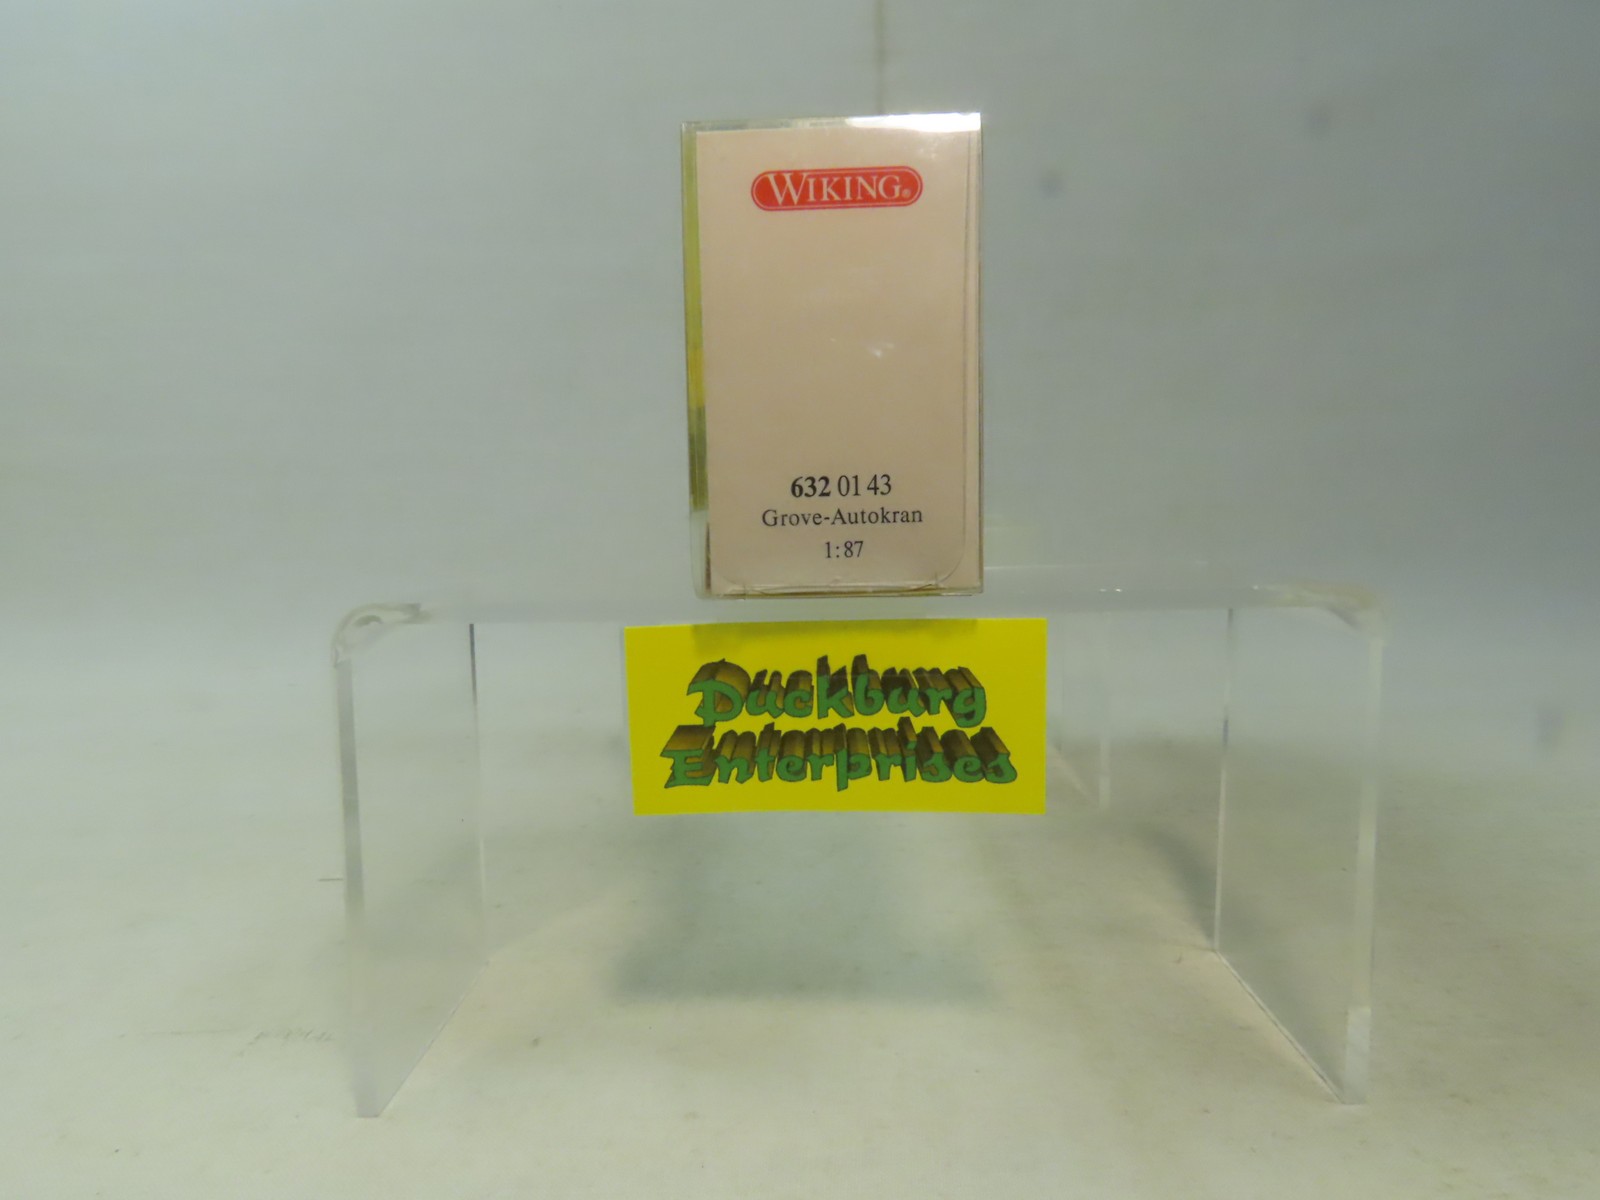 WIKING®
632 01 43
Grove-Autokran
1:87
Duckburg
Enterprises